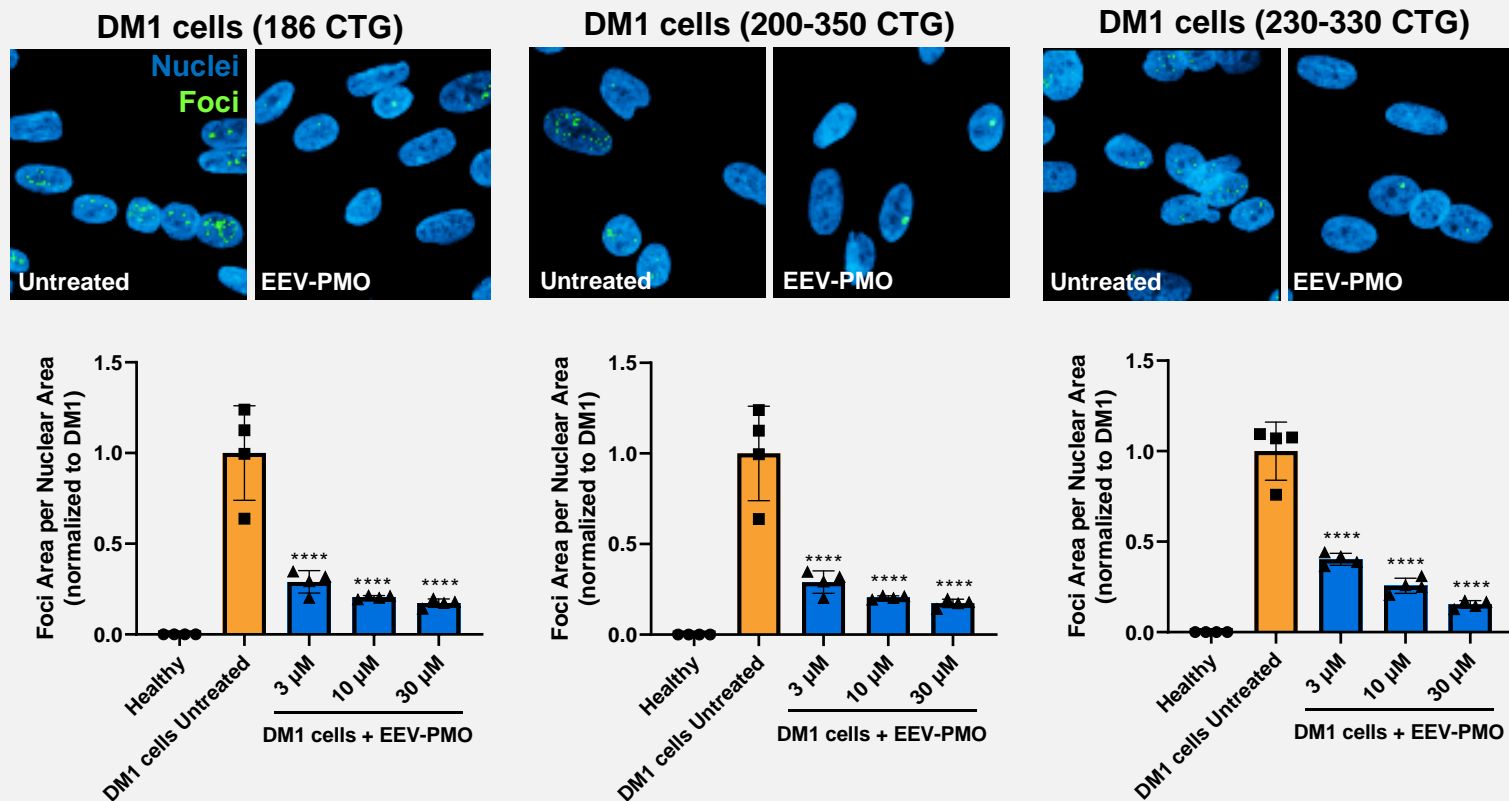 DM1 cells (186 CTG)
Nuclei
Foci
Untreated
EEV-PMO
DM1 cells (200-350 CTG)
Untreated
EEV-PMO
DM1 cells (230-330 CTG)
Untreated
EEV-PMO
Foci Area per Nuclear Area
(normalized to DM1)
1.5
1.0
0.5
0.0
****
****
****
Healthy
DM1 cells Untreated
3 µM
10 µM
30 µM
DM1 cells + EEV-PMO
Foci Area per Nuclear Area
(normalized to DM1)
1.5
1.0
0.5
0.0
****
****
****
Healthy
DM1 cells Untreated
3 µM
10 µM
30 µM
DM1 cells + EEV-PMO
Foci Area per Nuclear Area
(normalized to DM1)
1.5
1.0
0.5
0.0
****
****
****
Healthy
DM1 cells Untreated
3 µM
10 µM
30 µM
DM1 cells + EEV-PMO